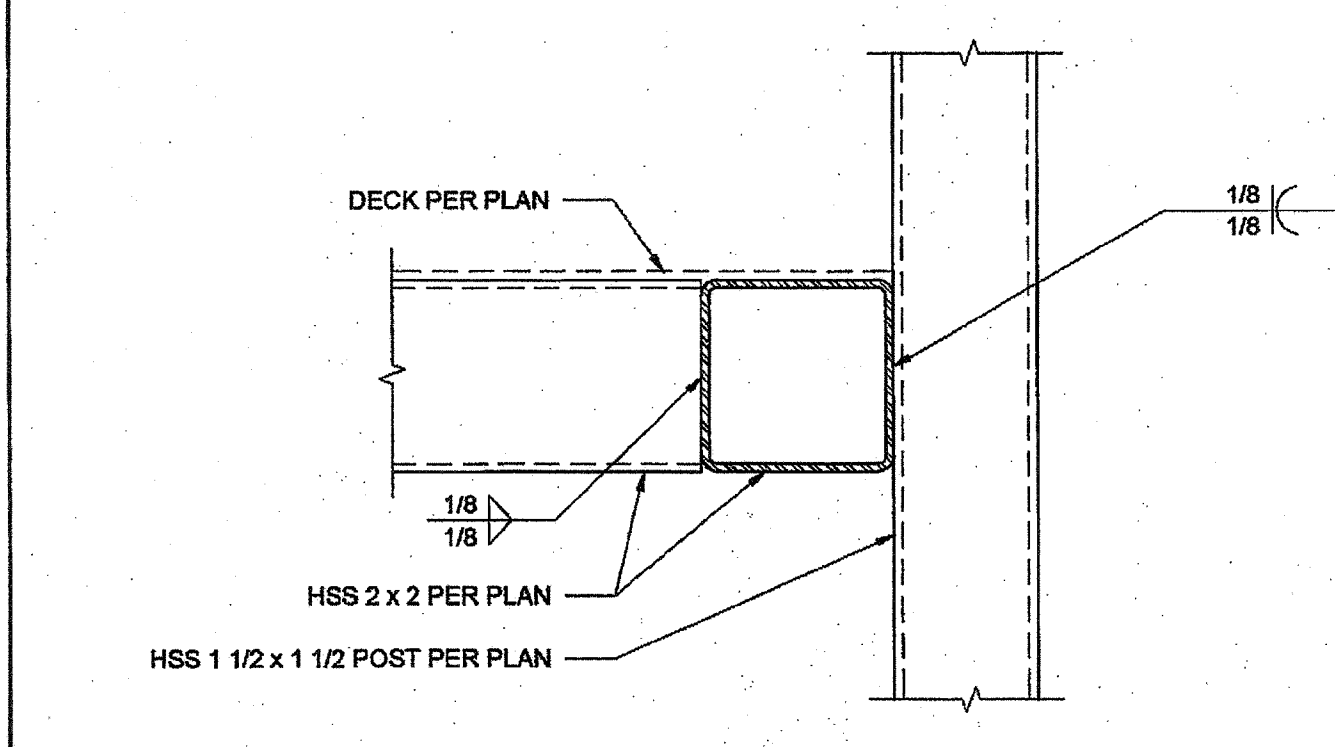 DECK PER PLAN
1/8
1/8
1/8
1/8
HSS 2 x 2 PER PLAN
HSS 1 1/2 x 1 1/2 POST PER PLAN